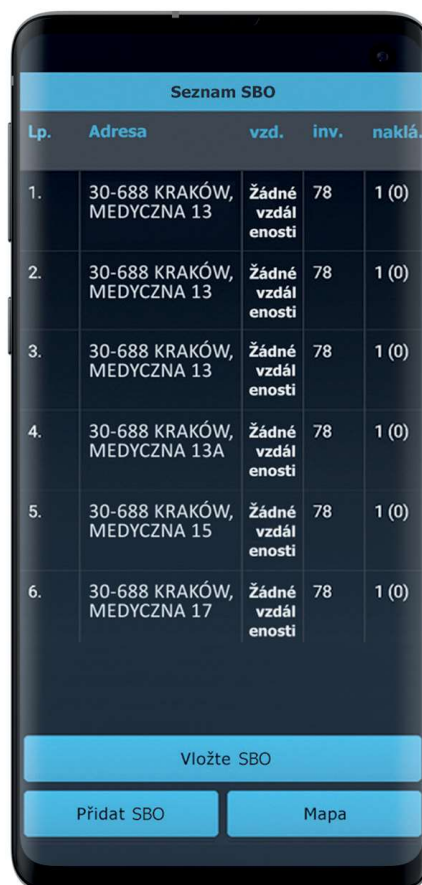 Seznam SBO
Lp. Adresa vzd. inv. naklá.
1. 30-688 KRAKÓW, MEDYCZNA 13 Žádné vzdál enosti 78 1 (0)
2. 30-688 KRAKÓW, MEDYCZNA 13 Žádné vzdál enosti 78 1 (0)
3. 30-688 KRAKÓW, MEDYCZNA 13 Žádné vzdál enosti 78 1 (0)
4. 30-688 KRAKÓW, MEDYCZNA 13A Žádné vzdál enosti 78 1 (0)
5. 30-688 KRAKÓW, MEDYCZNA 15 Žádné vzdál enosti 78 1 (0)
6. 30-688 KRAKÓW, MEDYCZNA 17 Žádné vzdál enosti 78 1 (0)
Vložte SBO
Přidat SBO Mapa